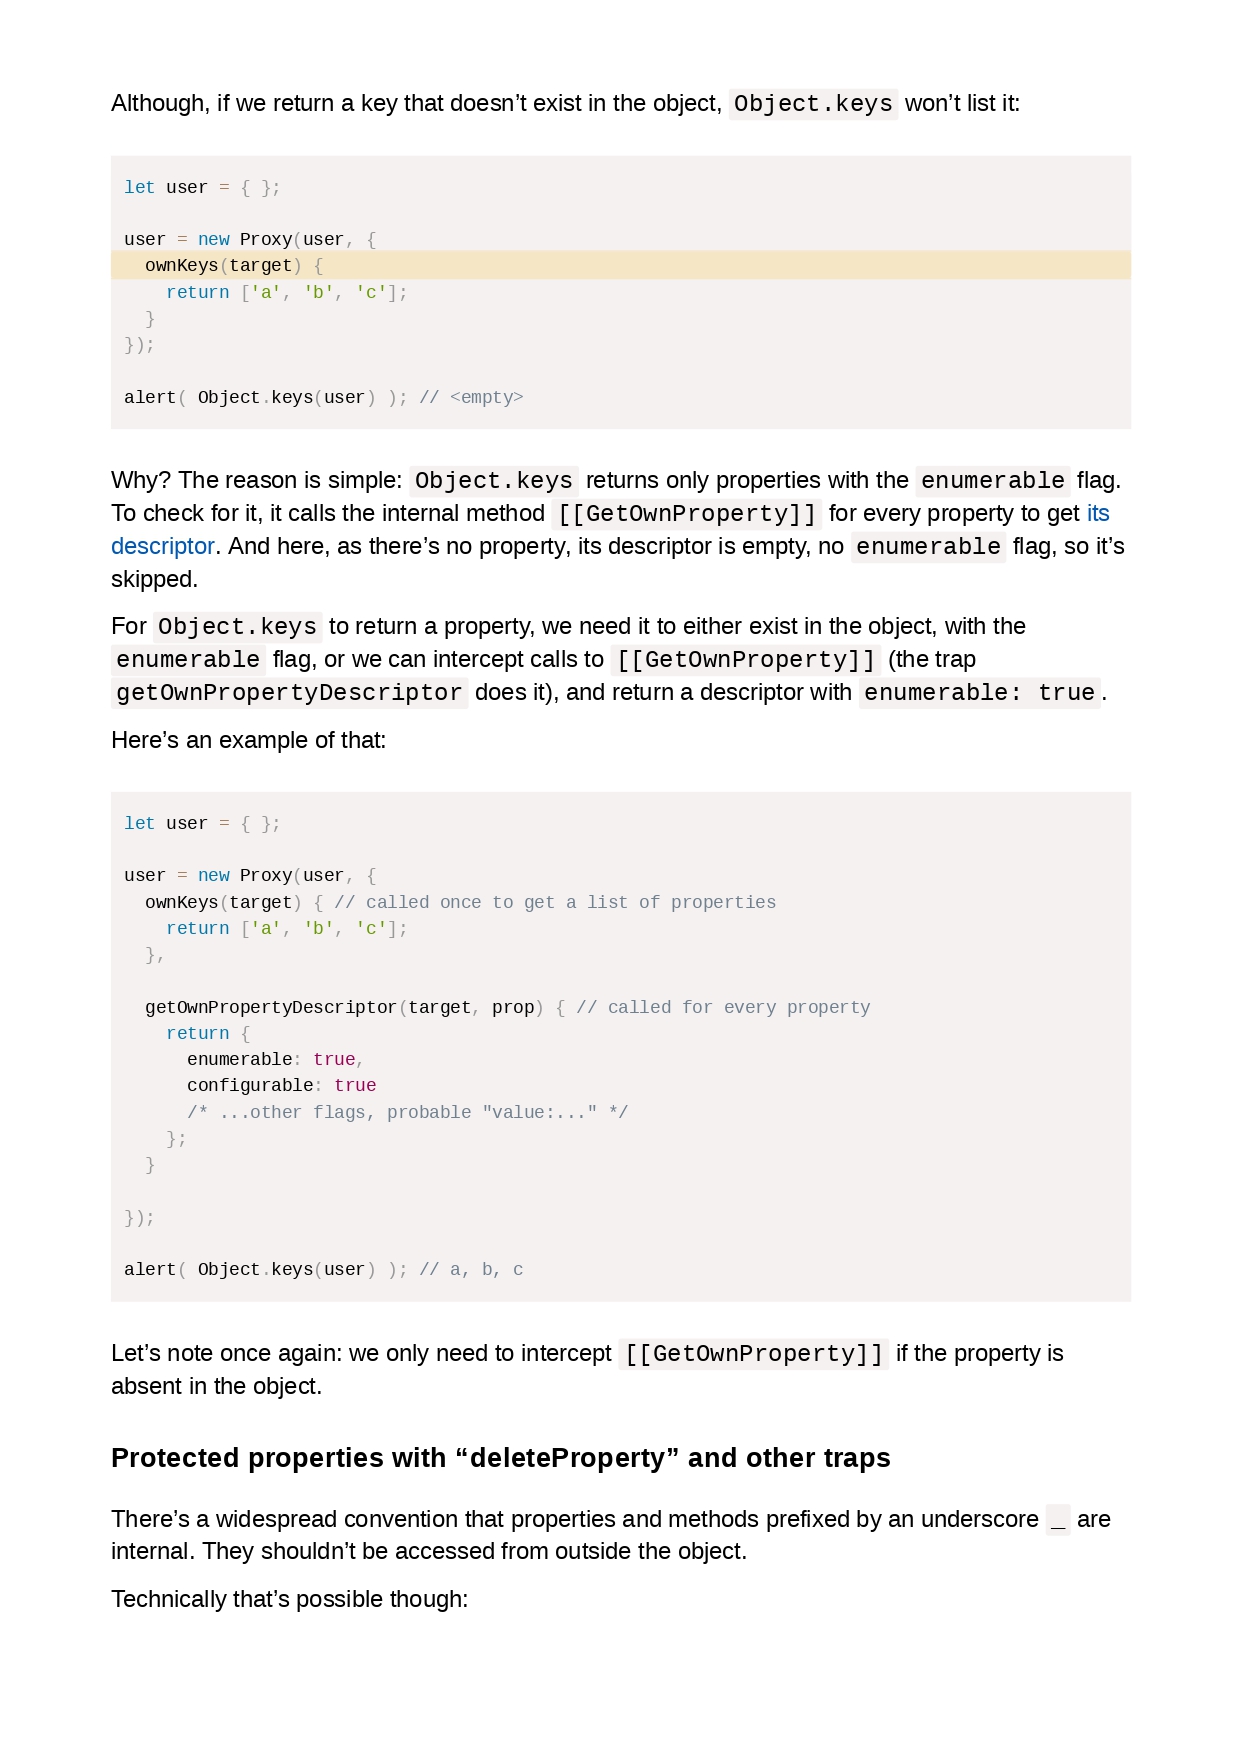 Although, if we return a key that doesn’t exist in the object, Object.keys won’t list it:
let user = { };
user = new Proxy(user, {
  ownKeys(target) {
    return ['a', 'b', 'c'];
  }
});
alert( Object.keys(user) ); // <empty>
Why? The reason is simple: Object.keys returns only properties with the enumerable flag.
To check for it, it calls the internal method [[GetOwnProperty]] for every property to get its
descriptor. And here, as there’s no property, its descriptor is empty, no enumerable flag, so it’s
skipped.
For Object.keys to return a property, we need it to either exist in the object, with the
enumerable flag, or we can intercept calls to [[GetOwnProperty]] (the trap
getOwnPropertyDescriptor does it), and return a descriptor with enumerable: true.
Here’s an example of that:
let user = { };
user = new Proxy(user, {
  ownKeys(target) { // called once to get a list of properties
    return ['a', 'b', 'c'];
  },
  getOwnPropertyDescriptor(target, prop) { // called for every property
    return {
      enumerable: true,
      configurable: true
      /* ...other flags, probable "value:..." */
    };
  }
});
alert( Object.keys(user) ); // a, b, c
Let’s note once again: we only need to intercept [[GetOwnProperty]] if the property is
absent in the object.
Protected properties with “deleteProperty” and other traps
There’s a widespread convention that properties and methods prefixed by an underscore _ are
internal. They shouldn’t be accessed from outside the object.
Technically that’s possible though: